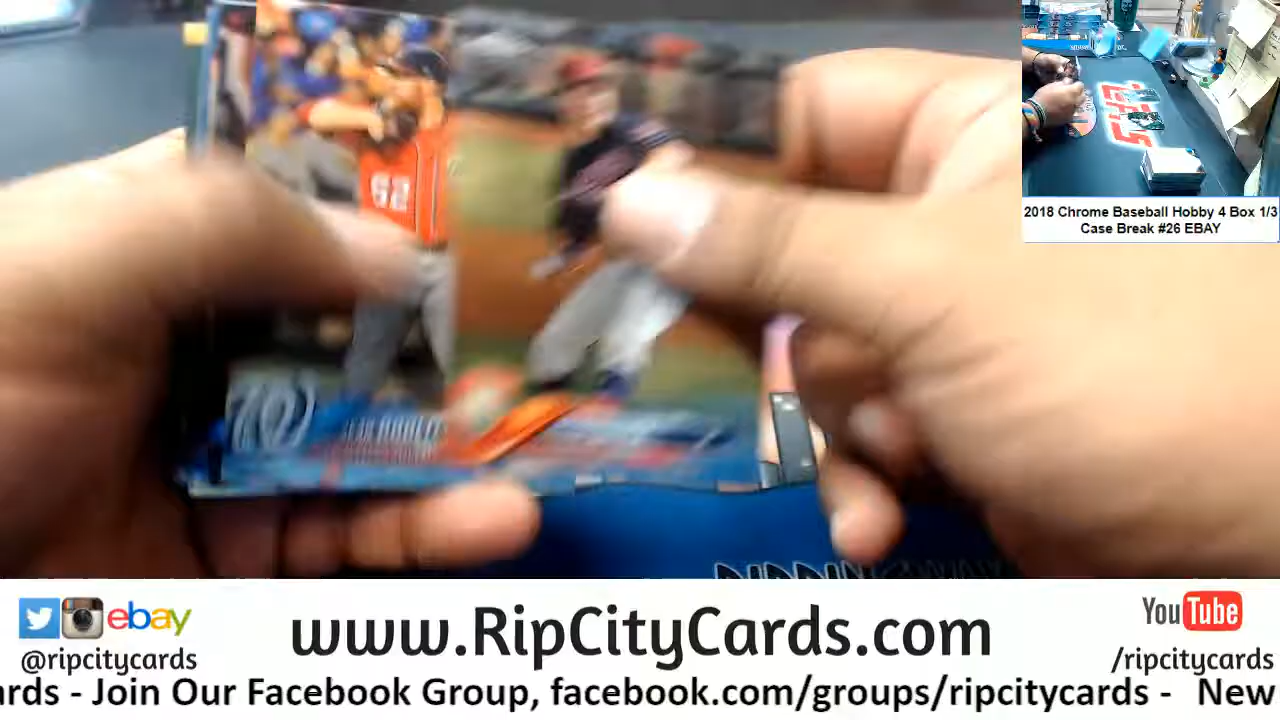 62
W
2018 Chrome Baseball Hobby 4 Box 1/3
Case Break #26 EBAY
ebay
@ripcitycards
www.RipCityCards.com
YouTube
/ripcitycards
ards - Join Our Facebook Group, facebook.com/groups/ripcitycards - New